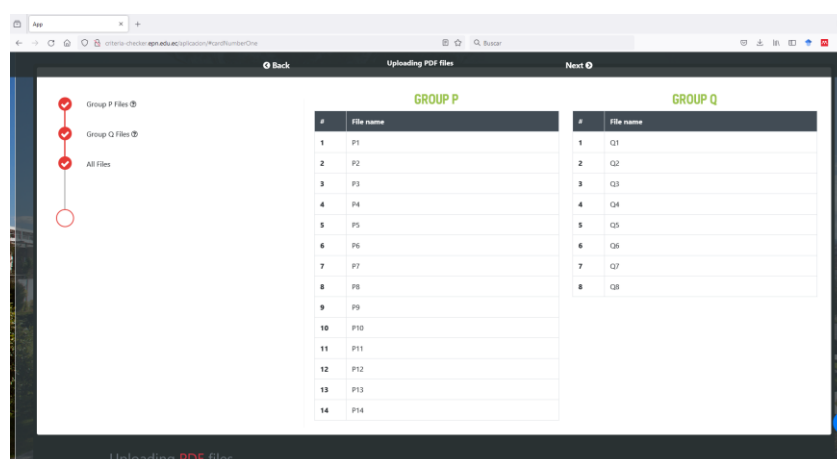 App
criteria-checker.epn.edu.ec/aplicacion/#cardNumberOne
Buscar
Back
Uploading PDF files
Next
Group P Files
Group Q Files
All Files
GROUP P
# File name
1 P1
2 P2
3 P3
4 P4
5 P5
6 P6
7 P7
8 P8
9 P9
10 P10
11 P11
12 P12
13 P13
14 P14
GROUP Q
# File name
1 Q1
2 Q2
3 Q3
4 Q4
5 Q5
6 Q6
7 Q7
8 Q8
Uploading PDF files